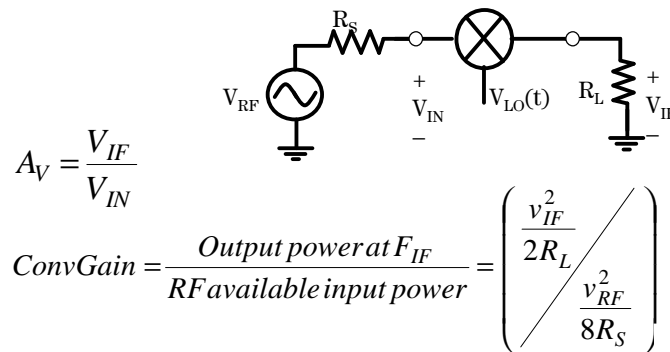 R_S
V_RF
+
V_IN
−
V_LO(t)
R_L
+
V_IF
−
A_V = V_IF / V_IN
ConvGain = Output power at F_IF / RF available input power = ( v_IF^2 / 2R_L / v_RF^2 / 8R_S )